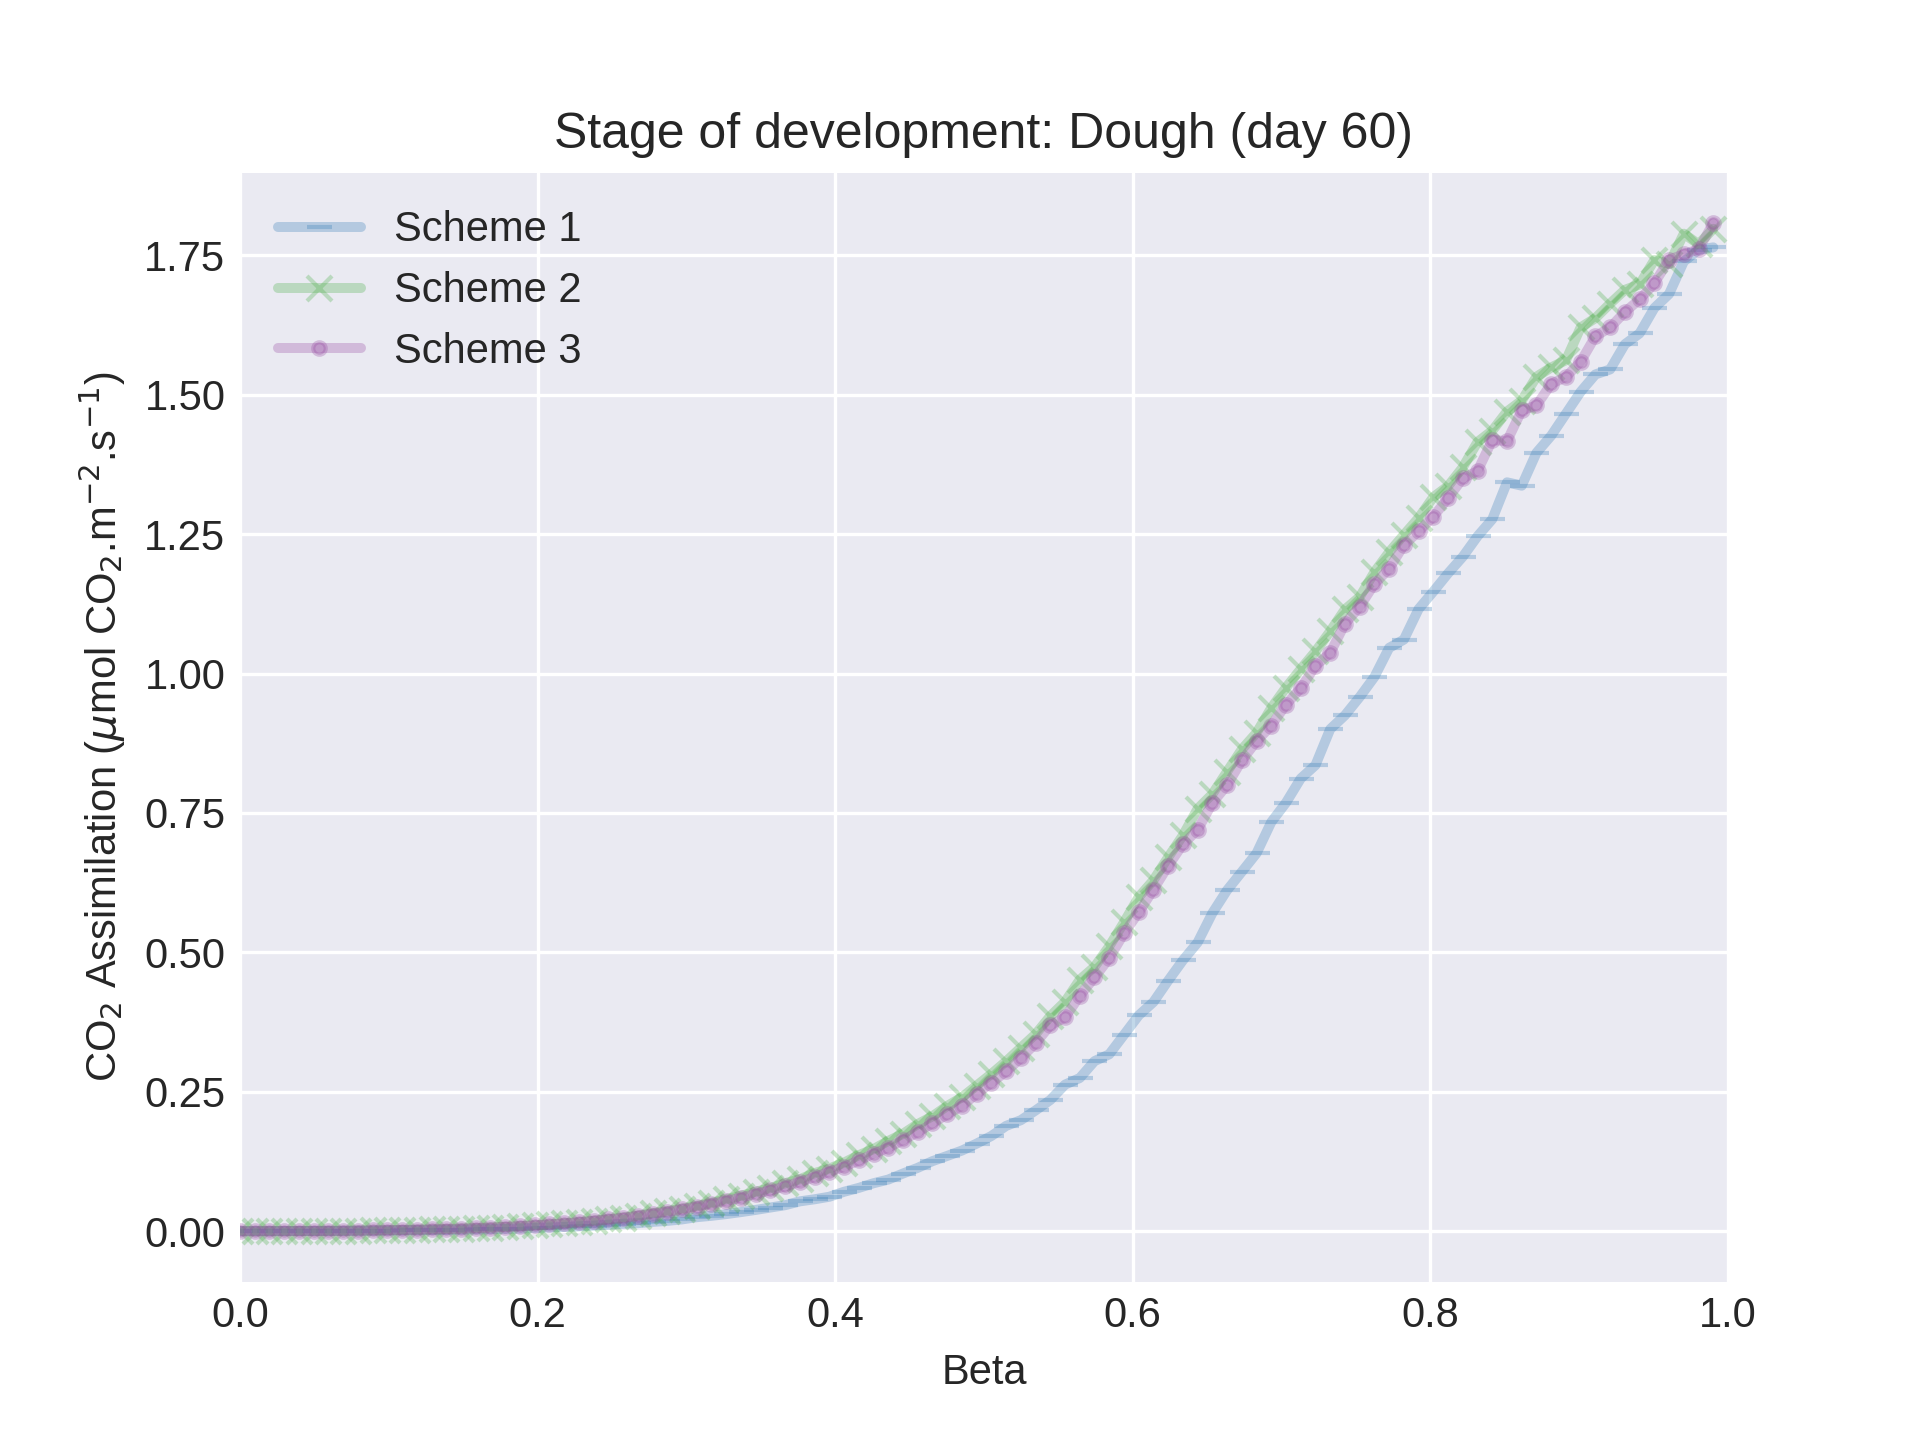 Stage of development: Dough (day 60)
Scheme 1
Scheme 2
Scheme 3
CO₂ Assimilation (µmol CO₂.m⁻².s⁻¹)
1.75
1.50
1.25
1.00
0.75
0.50
0.25
0.00
0.0 0.2 0.4 0.6 0.8 1.0
Beta